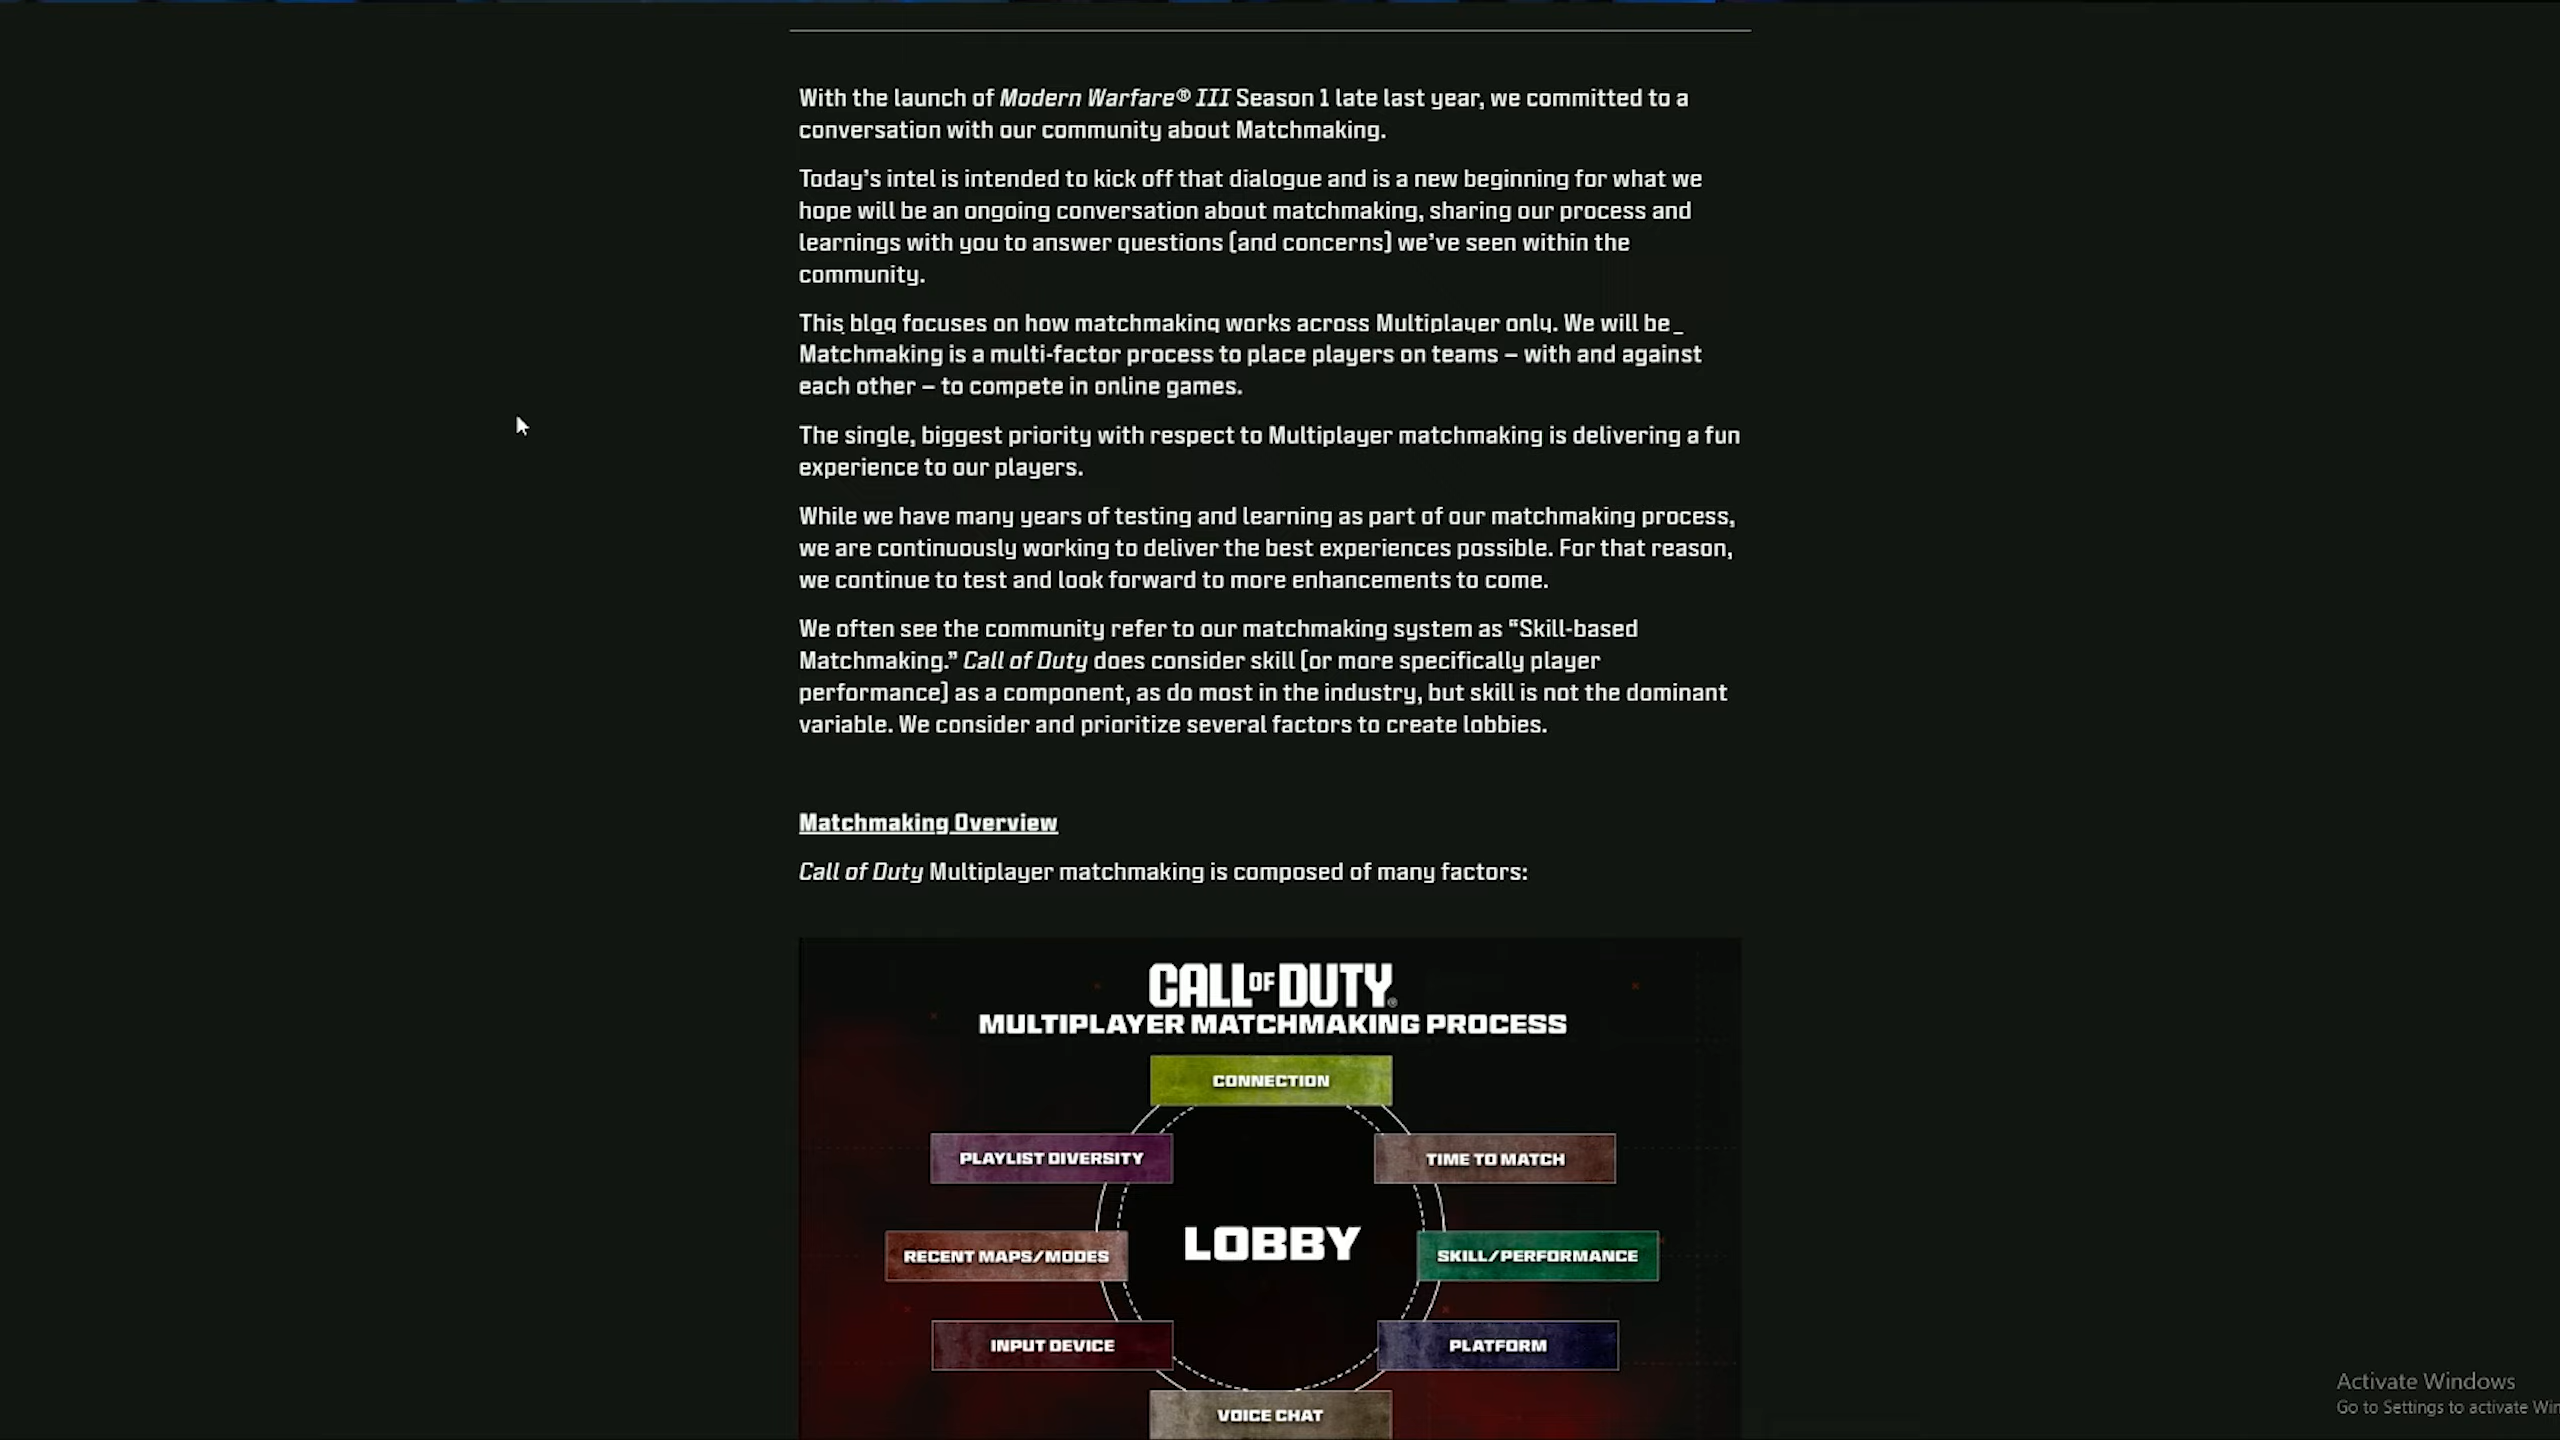 With the launch of Modern Warfare® III Season 1 late last year, we committed to a
conversation with our community about Matchmaking.
Today's intel is intended to kick off that dialogue and is a new beginning for what we
hope will be an ongoing conversation about matchmaking, sharing our process and
learnings with you to answer questions (and concerns) we've seen within the
community.
This blog focuses on how matchmaking works across Multiplayer only. We will be
Matchmaking is a multi-factor process to place players on teams – with and against
each other – to compete in online games.
The single, biggest priority with respect to Multiplayer matchmaking is delivering a fun
experience to our players.
While we have many years of testing and learning as part of our matchmaking process,
we are continuously working to deliver the best experiences possible. For that reason,
we continue to test and look forward to more enhancements to come.
We often see the community refer to our matchmaking system as "Skill-based
Matchmaking." Call of Duty does consider skill (or more specifically player
performance) as a component, as do most in the industry, but skill is not the dominant
variable. We consider and prioritize several factors to create lobbies.
Matchmaking Overview
Call of Duty Multiplayer matchmaking is composed of many factors:
CALL OF DUTY®
MULTIPLAYER MATCHMAKING PROCESS
CONNECTION
PLAYLIST DIVERSITY
TIME TO MATCH
LOBBY
RECENT MAPS/MODES
SKILL/PERFORMANCE
INPUT DEVICE
PLATFORM
VOICE CHAT
Activate Windows
Go to Settings to activate Win